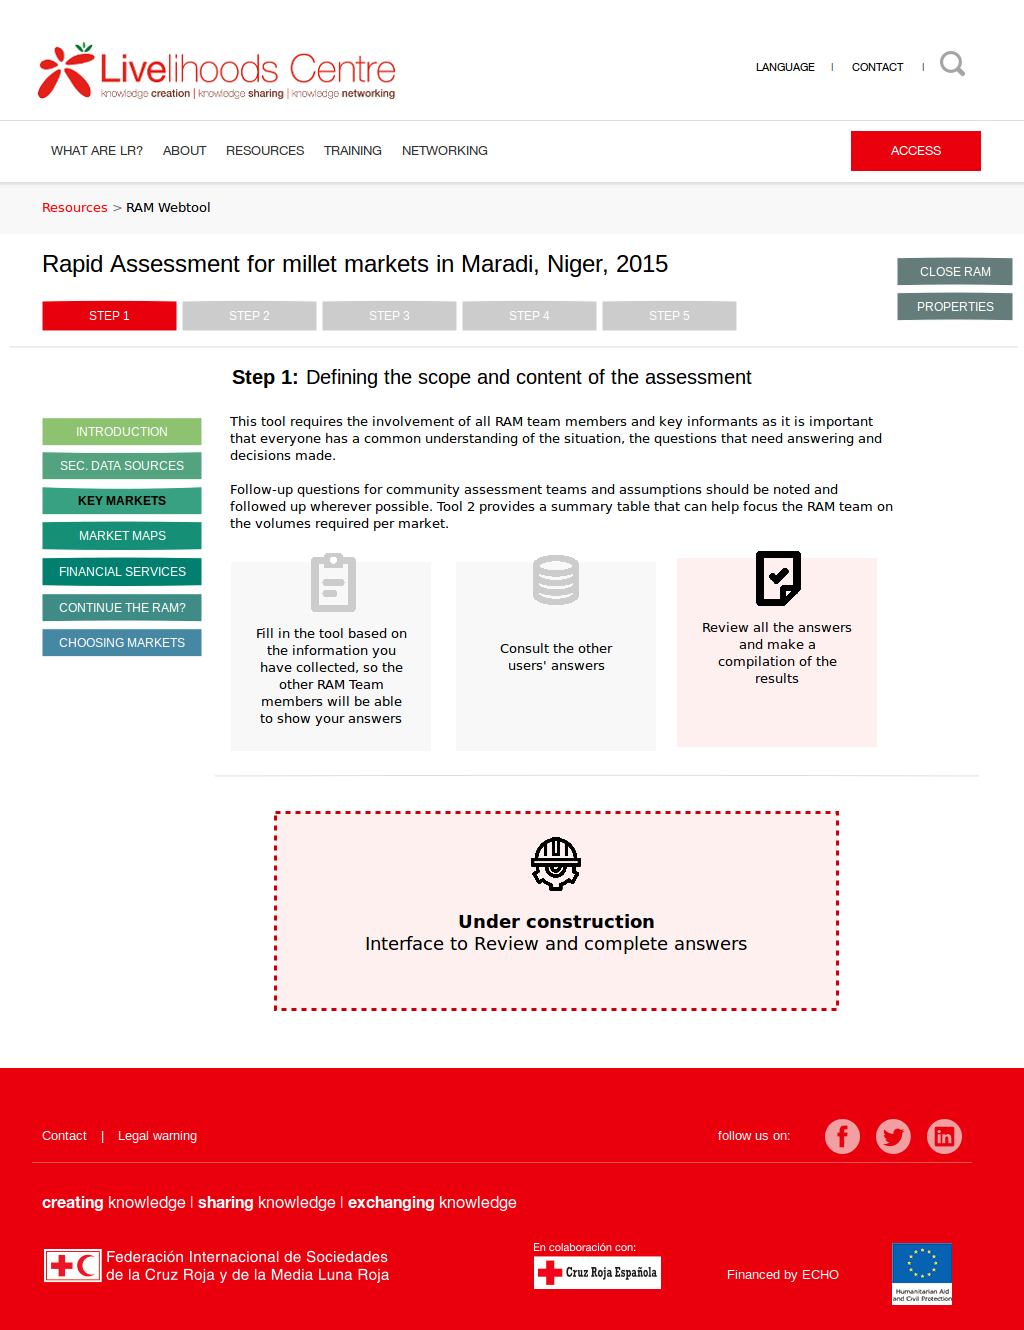 Livelihoods Centre
knowledge creation | knowledge sharing | knowledge networking
LANGUAGE | CONTACT |
WHAT ARE LR? ABOUT RESOURCES TRAINING NETWORKING ACCESS
Resources > RAM Webtool
Rapid Assessment for millet markets in Maradi, Niger, 2015
CLOSE RAM
PROPERTIES
STEP 1 STEP 2 STEP 3 STEP 4 STEP 5
Step 1: Defining the scope and content of the assessment
INTRODUCTION
SEC. DATA SOURCES
KEY MARKETS
MARKET MAPS
FINANCIAL SERVICES
CONTINUE THE RAM?
CHOOSING MARKETS
This tool requires the involvement of all RAM team members and key informants as it is important
that everyone has a common understanding of the situation, the questions that need answering and
decisions made.
Follow-up questions for community assessment teams and assumptions should be noted and
followed up wherever possible. Tool 2 provides a summary table that can help focus the RAM team on
the volumes required per market.
Fill in the tool based on
the information you
have collected, so the
other RAM Team
members will be able
to show your answers
Consult the other
users' answers
Review all the answers
and make a
compilation of the
results
Under construction
Interface to Review and complete answers
Contact | Legal warning
follow us on:
creating knowledge | sharing knowledge | exchanging knowledge
Federación Internacional de Sociedades
de la Cruz Roja y de la Media Luna Roja
En colaboración con:
Cruz Roja Española
Financed by ECHO
Humanitarian Aid
and Civil Protection